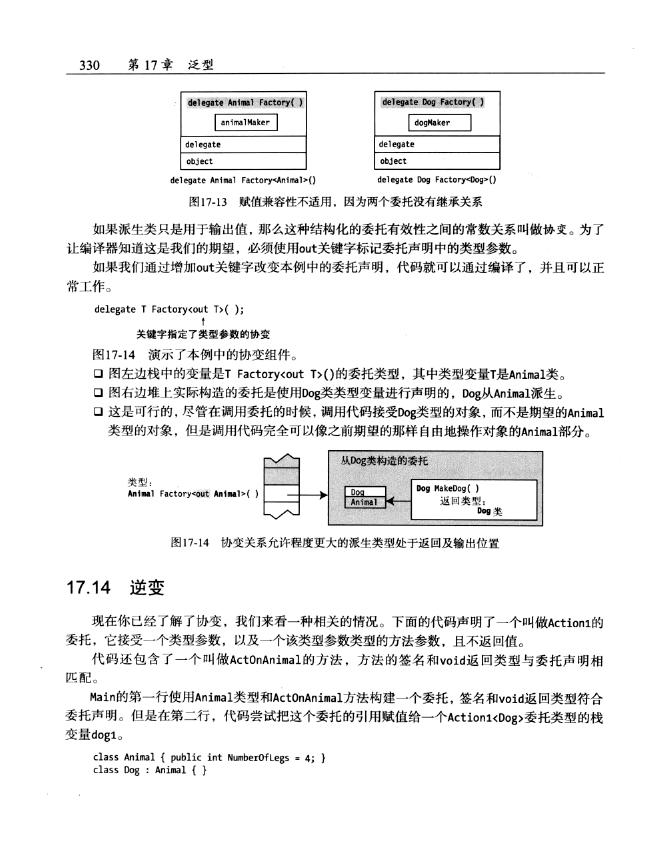 330 第17章 泛型
delegate Animal Factory( )
animalMaker
delegate
object
delegate Animal Factory<Animal>()
delegate Dog Factory( )
dogMaker
delegate
object
delegate Dog Factory<Dog>()
图17-13 赋值兼容性不适用，因为两个委托没有继承关系
如果派生类只是用于输出值，那么这种结构化的委托有效性之间的常数关系叫做协变。为了
让编译器知道这是我们的期望，必须使用out关键字标记委托声明中的类型参数。
如果我们通过增加out关键字改变本例中的委托声明，代码就可以通过编译了，并且可以正
常工作。
delegate T Factory<out T>( );
↑
关键字指定了类型参数的协变
图17-14 演示了本例中的协变组件。
❑ 图左边栈中的变量是T Factory<out T>()的委托类型，其中类型变量T是Animal类。
❑ 图右边堆上实际构造的委托是使用Dog类类型变量进行声明的，Dog从Animal派生。
❑ 这是可行的，尽管在调用委托的时候，调用代码接受Dog类型的对象，而不是期望的Animal
类型的对象，但是调用代码完全可以像之前期望的那样自由地操作对象的Animal部分。
类型：
Animal Factory<out Animal>( )
从Dog类构造的委托
Dog
Animal
Dog MakeDog( )
返回类型：
Dog类
图17-14 协变关系允许程度更大的派生类型处于返回及输出位置
17.14 逆变
现在你已经了解了协变，我们来看一种相关的情况。下面的代码声明了一个叫做Action1的
委托，它接受一个类型参数，以及一个该类型参数类型的方法参数，且不返回值。
代码还包含了一个叫做ActOnAnimal的方法，方法的签名和void返回类型与委托声明相
匹配。
Main的第一行使用Animal类型和ActOnAnimal方法构建一个委托，签名和void返回类型符合
委托声明。但是在第二行，代码尝试把这个委托的引用赋值给一个Action1<Dog>委托类型的栈
变量dog1。
class Animal { public int NumberOfLegs = 4; }
class Dog : Animal { }